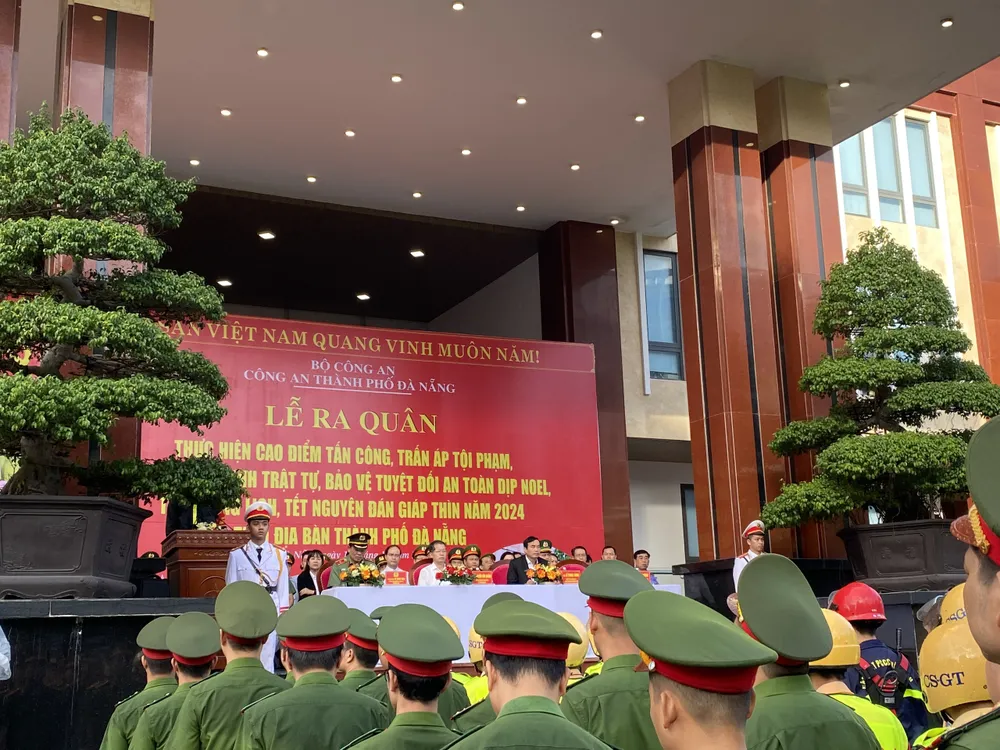 SẢN VIỆT NAM QUANG VINH MUÔN NĂM!
BỘ CÔNG AN
CÔNG AN THÀNH PHỐ ĐÀ NẴNG
LỄ RA QUÂN
THỰC HIỆN CAO ĐIỂM TẤN CÔNG, TRẤN ÁP TỘI PHẠM,
TRẬT TỰ, BẢO VỆ TUYỆT ĐỐI AN TOÀN DỊP NOEL,
TẾT NGUYÊN ĐÁN GIÁP THÌN NĂM 2024
ĐỊA BÀN THÀNH PHỐ ĐÀ NẴNG
ngày
CSGT
CSGT